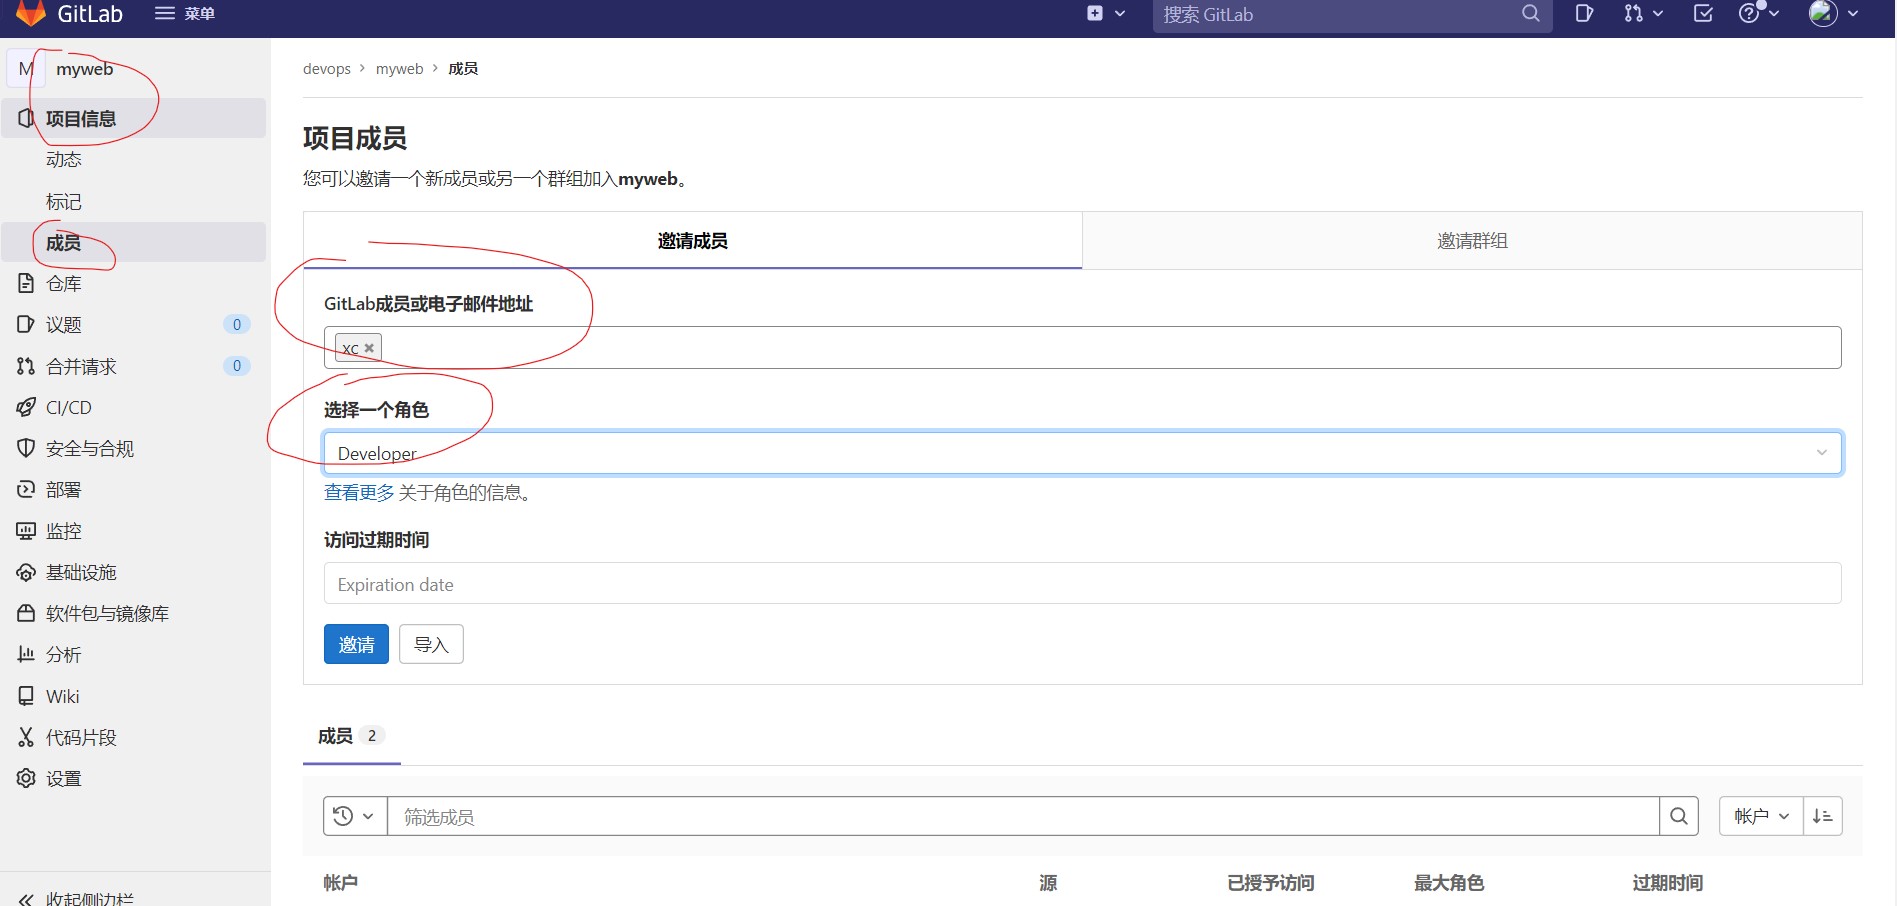 GitLab 菜单 搜索 GitLab
M myweb
项目信息
动态
标记
成员
仓库
议题 0
合并请求 0
CI/CD
安全与合规
部署
监控
基础设施
软件包与镜像库
分析
Wiki
代码片段
设置
收起侧边栏
devops › myweb › 成员
项目成员
您可以邀请一个新成员或另一个群组加入myweb。
邀请成员 邀请群组
GitLab成员或电子邮件地址
xc
选择一个角色
Developer
查看更多 关于角色的信息。
访问过期时间
Expiration date
邀请 导入
成员 2
筛选成员 帐户
帐户 源 已授予访问 最大角色 过期时间